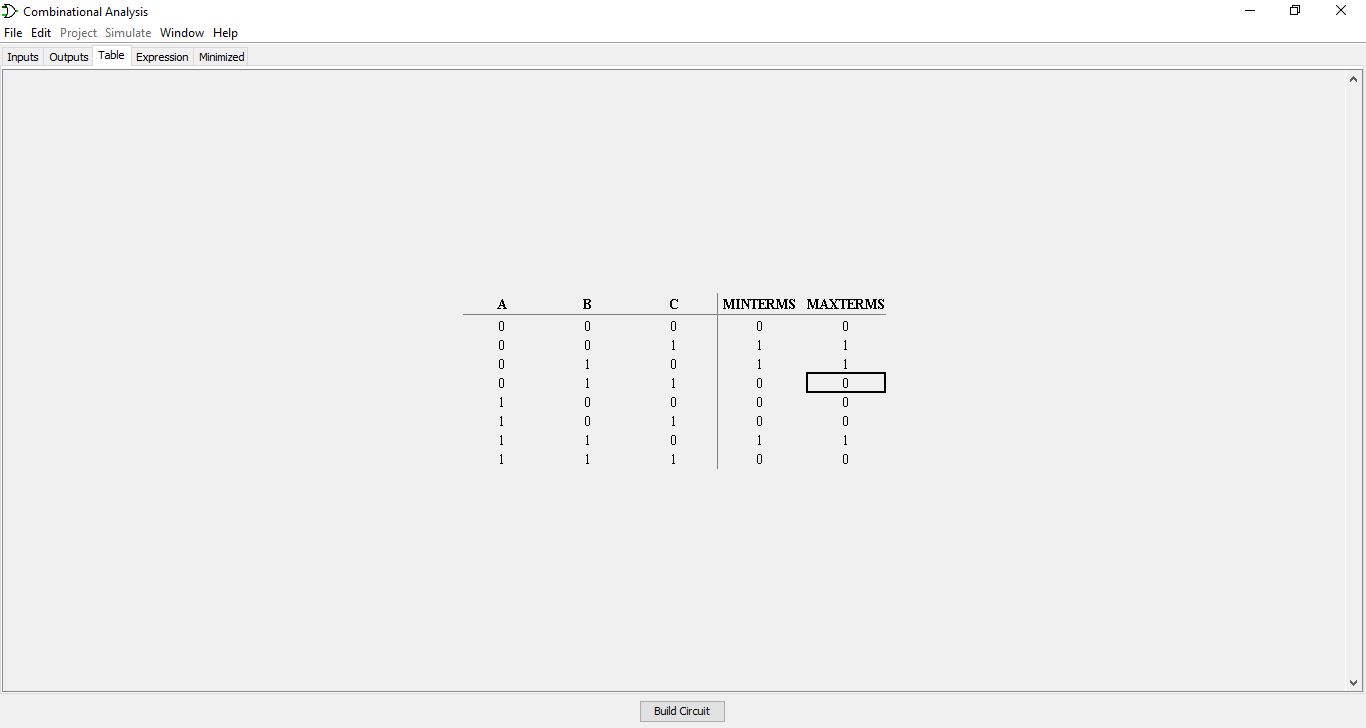 Combinational Analysis
File Edit Project Simulate Window Help
Inputs Outputs Table Expression Minimized
A B C MINTERMS MAXTERMS
0 0 0 0 0
0 0 1 1 1
0 1 0 1 1
0 1 1 0 0
1 0 0 0 0
1 0 1 0 0
1 1 0 1 1
1 1 1 0 0
Build Circuit